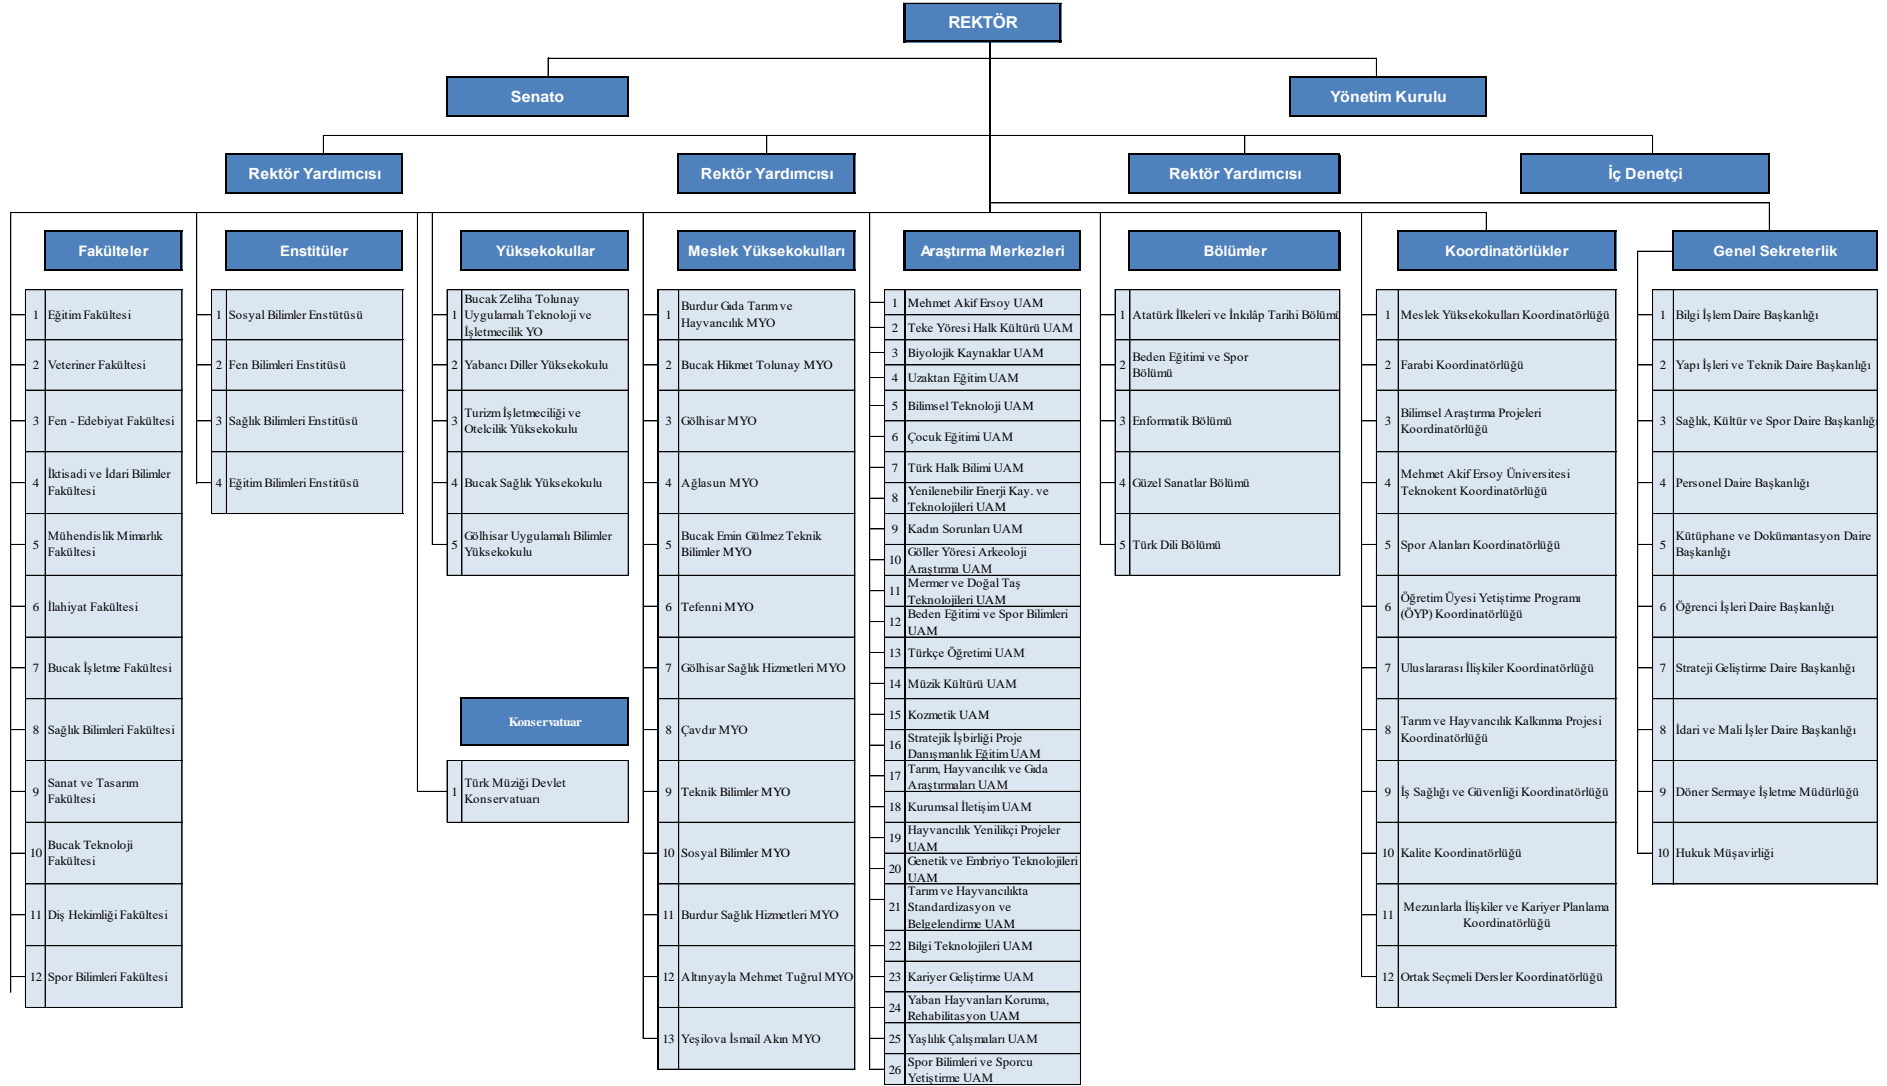 REKTÖR
Senato
Yönetim Kurulu
Rektör Yardımcısı
Rektör Yardımcısı
Rektör Yardımcısı
İç Denetçi
Fakülteler
1 Eğitim Fakültesi
2 Veteriner Fakültesi
3 Fen - Edebiyat Fakültesi
4 İktisadi ve İdari Bilimler
Fakültesi
5 Mühendislik Mimarlık
Fakültesi
6 İlahiyat Fakültesi
7 Bucak İşletme Fakültesi
8 Sağlık Bilimleri Fakültesi
9 Sanat ve Tasarım
Fakültesi
10 Bucak Teknoloji
Fakültesi
11 Diş Hekimliği Fakültesi
12 Spor Bilimleri Fakültesi
Enstitüler
1 Sosyal Bilimler Enstütüsü
2 Fen Bilimleri Enstitüsü
3 Sağlık Bilimleri Enstitüsü
4 Eğitim Bilimleri Enstitüsü
Yüksekokullar
1 Bucak Zeliha Tolunay
Uygulamalı Teknoloji ve
İşletmecilik YO
2 Yabancı Diller Yüksekokulu
3 Turizm İşletmeciliği ve
Otelcilik Yüksekokulu
4 Bucak Sağlık Yüksekokulu
5 Gölhisar Uygulamalı Bilimler
Yüksekokulu
Konservatuar
1 Türk Müziği Devlet
Konservatuarı
Meslek Yüksekokulları
1 Burdur Gıda Tarım ve
Hayvancılık MYO
2 Bucak Hikmet Tolunay MYO
3 Gölhisar MYO
4 Ağlasun MYO
5 Bucak Emin Gülmez Teknik
Bilimler MYO
6 Tefenni MYO
7 Gölhisar Sağlık Hizmetleri MYO
8 Çavdır MYO
9 Teknik Bilimler MYO
10 Sosyal Bilimler MYO
11 Burdur Sağlık Hizmetleri MYO
12 Altınyayla Mehmet Tuğrul MYO
13 Yeşilova İsmail Akın MYO
Araştırma Merkezleri
1 Mehmet Akif Ersoy UAM
2 Teke Yöresi Halk Kültürü UAM
3 Biyolojik Kaynaklar UAM
4 Uzaktan Eğitim UAM
5 Bilimsel Teknoloji UAM
6 Çocuk Eğitimi UAM
7 Türk Halk Bilimi UAM
8 Yenilenebilir Enerji Kay. ve
Teknolojileri UAM
9 Kadın Sorunları UAM
10 Göller Yöresi Arkeoloji
Araştırma UAM
11 Mermer ve Doğal Taş
Teknolojileri UAM
12 Beden Eğitimi ve Spor Bilimleri
UAM
13 Türkçe Öğretimi UAM
14 Müzik Kültürü UAM
15 Kozmetik UAM
16 Stratejik İşbirliği Proje
Danışmanlık Eğitim UAM
17 Tarım, Hayvancılık ve Gıda
Araştırmaları UAM
18 Kurumsal İletişim UAM
19 Hayvancılık Yenilikçi Projeler
UAM
20 Genetik ve Embriyo Teknolojileri
UAM
21 Tarım ve Hayvancılıkta
Standardizasyon ve
Belgelendirme UAM
22 Bilgi Teknolojileri UAM
23 Kariyer Geliştirme UAM
24 Yaban Hayvanları Koruma,
Rehabilitasyon UAM
25 Yaşlılık Çalışmaları UAM
26 Spor Bilimleri ve Sporcu
Yetiştirme UAM
Bölümler
1 Atatürk İlkeleri ve İnkılâp Tarihi Bölümü
2 Beden Eğitimi ve Spor
Bölümü
3 Enformatik Bölümü
4 Güzel Sanatlar Bölümü
5 Türk Dili Bölümü
Koordinatörlükler
1 Meslek Yüksekokulları Koordinatörlüğü
2 Farabi Koordinatörlüğü
3 Bilimsel Araştırma Projeleri
Koordinatörlüğü
4 Mehmet Akif Ersoy Üniversitesi
Teknokent Koordinatörlüğü
5 Spor Alanları Koordinatörlüğü
6 Öğretim Üyesi Yetiştirme Programı
(ÖYP) Koordinatörlüğü
7 Uluslararası İlişkiler Koordinatörlüğü
8 Tarım ve Hayvancılık Kalkınma Projesi
Koordinatörlüğü
9 İş Sağlığı ve Güvenliği Koordinatörlüğü
10 Kalite Koordinatörlüğü
11 Mezunlarla İlişkiler ve Kariyer Planlama
Koordinatörlüğü
12 Ortak Seçmeli Dersler Koordinatörlüğü
Genel Sekreterlik
1 Bilgi İşlem Daire Başkanlığı
2 Yapı İşleri ve Teknik Daire Başkanlığı
3 Sağlık, Kültür ve Spor Daire Başkanlığı
4 Personel Daire Başkanlığı
5 Kütüphane ve Dokümantasyon Daire
Başkanlığı
6 Öğrenci İşleri Daire Başkanlığı
7 Strateji Geliştirme Daire Başkanlığı
8 İdari ve Mali İşler Daire Başkanlığı
9 Döner Sermaye İşletme Müdürlüğü
10 Hukuk Müşavirliği